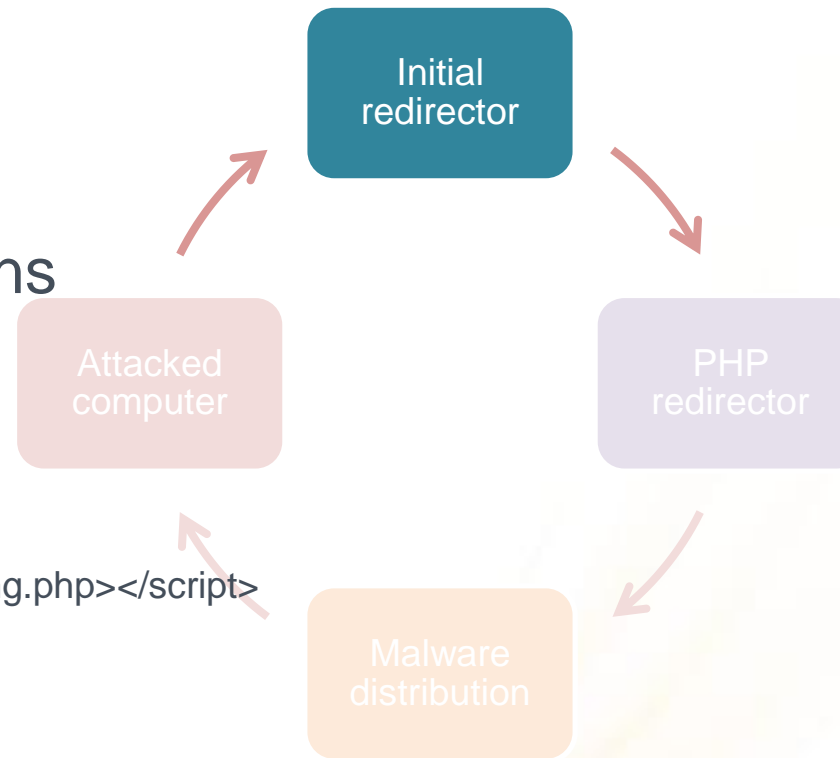 Initial
redirector
ns
Attacked
computer
PHP
redirector
g.php></script>
Malware
distribution